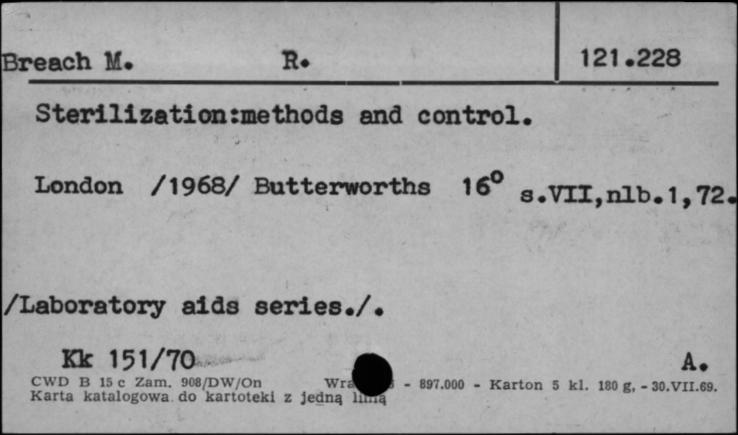 Breach M. R. 121.228
Sterilization:methods and control.
London /1968/ Butterworths 16° s.VII,nlb.1,72.
/Laboratory aids series./.
Kk 151/70 A.
CWD B 15 c Zam. 908/DW/On - 897.000 - Karton 5 kl. 180 g. - 30.VII.69.
Karta katalogowa do kartoteki z jedną linią